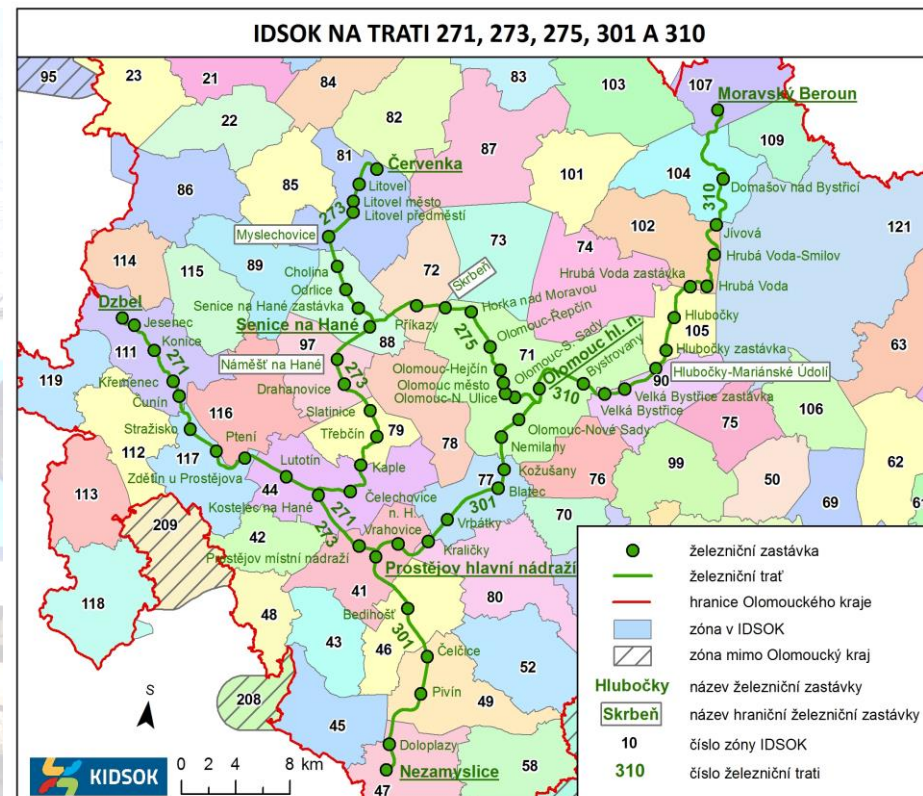 IDSOK NA TRATI 271, 273, 275, 301 A 310
95
23
21
84
83
103
107
Moravský Beroun
22
82
109
87
81
Červenka
101
104
86
85
Litovel
Domašov nad Bystřicí
Litovel město
273
Litovel předměstí
310
102
121
Myslechovice
73
74
Jívová
114
115
89
72
Hrubá Voda-Smilov
Cholina
Skrbeň
Hrubá Voda zastávka
Odrlice
Hrubá Voda
Dzbel
Senice na Hané zastávka
Horka nad Moravou
Příkazy
Hlubočky
Jesenec
Senice na Hané
88
275
Olomouc-Řepčín
105
111
Konice
97
71
Olomouc-S. Sady
Olomouc hl. n.
Hlubočky zastávka
63
119
271
Náměšť na Hané
Olomouc-Hejčín
Bystrovany
90
Hlubočky-Mariánské Údolí
Křemenec
273
Olomouc město
310
Drahanovice
Olomouc-N. Ulice
Velká Bystřice zastávka
Cunín
116
Slatinice
Velká Bystřice
106
Stražisko
79
Olomouc-Nové Sady
75
112
Ptení
Třebčín
78
Nemilany
117
Lutotín
Kaple
Kožušany
76
99
62
Zdětín u Prostějova
77
50
113
44
Čelechovice n. H.
Blatec
69
61
271
301
209
Kostelec na Hané
Vrbátky
70
273
Vrahovice
42
Kraličky
Prostějov místní nádraží
Prostějov hlavní nádraží
118
41
80
48
Bedihošť
43
301
46
Čelčice
52
208
Pivín
49
45
Doloplazy
Nezamyslice
58
47
S
KIDSOK
0 2 4 8 km
železniční zastávka
železniční trať
hranice Olomouckého kraje
zóna v IDSOK
zóna mimo Olomoucký kraj
Hlubočky název železniční zastávky
Skrbeň název hraniční železniční zastávky
10 číslo zóny IDSOK
310 číslo železniční trati